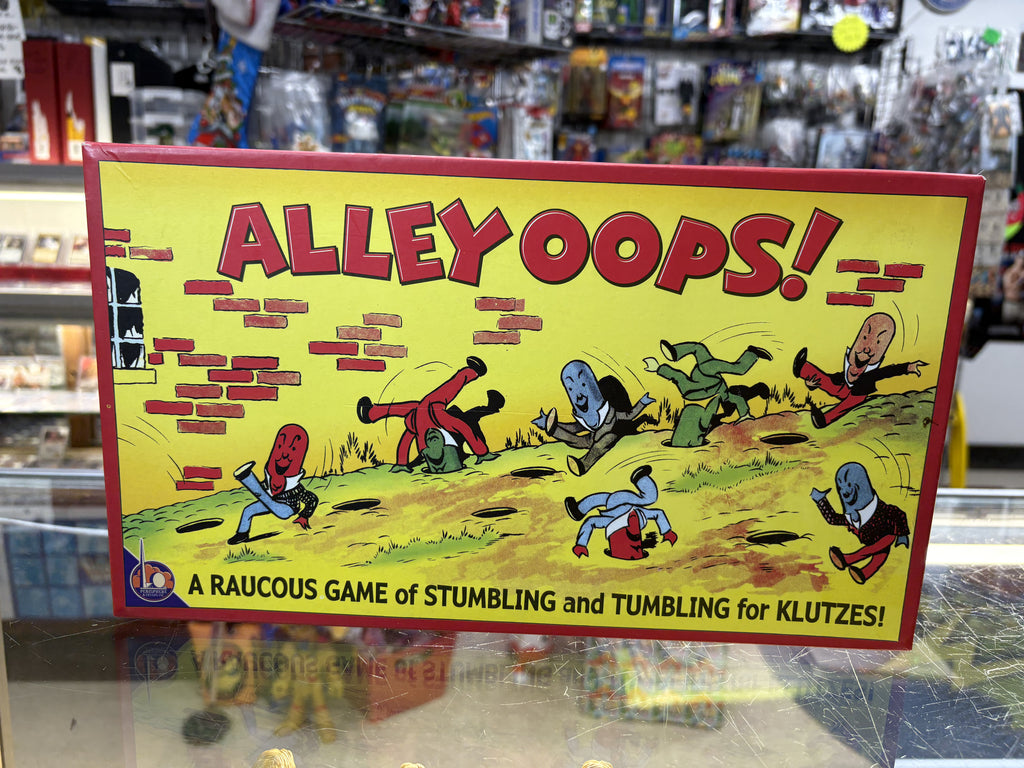 ALLEY OOPS!
A RAUCOUS GAME of STUMBLING and TUMBLING for KLUTZES!